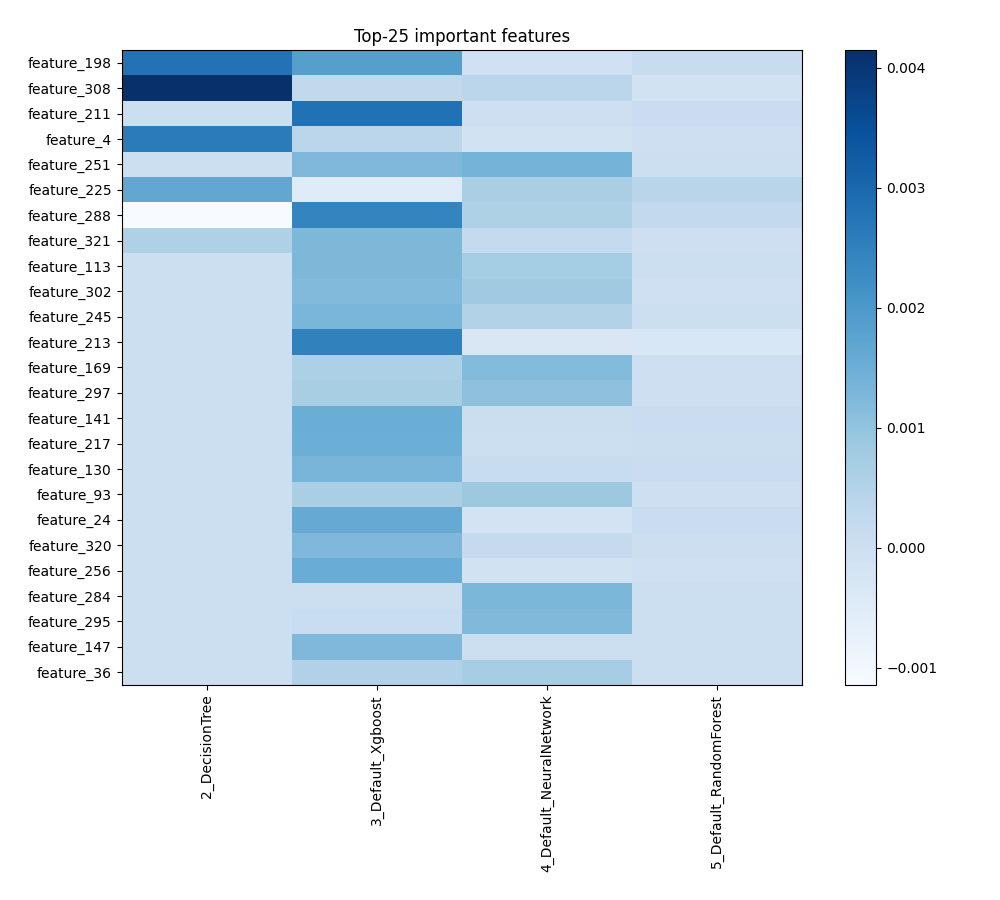 Top-25 important features
feature_198
feature_308
feature_211
feature_4
feature_251
feature_225
feature_288
feature_321
feature_113
feature_302
feature_245
feature_213
feature_169
feature_297
feature_141
feature_217
feature_130
feature_93
feature_24
feature_320
feature_256
feature_284
feature_295
feature_147
feature_36
2_DecisionTree
3_Default_Xgboost
4_Default_NeuralNetwork
5_Default_RandomForest
0.004
0.003
0.002
0.001
0.000
−0.001